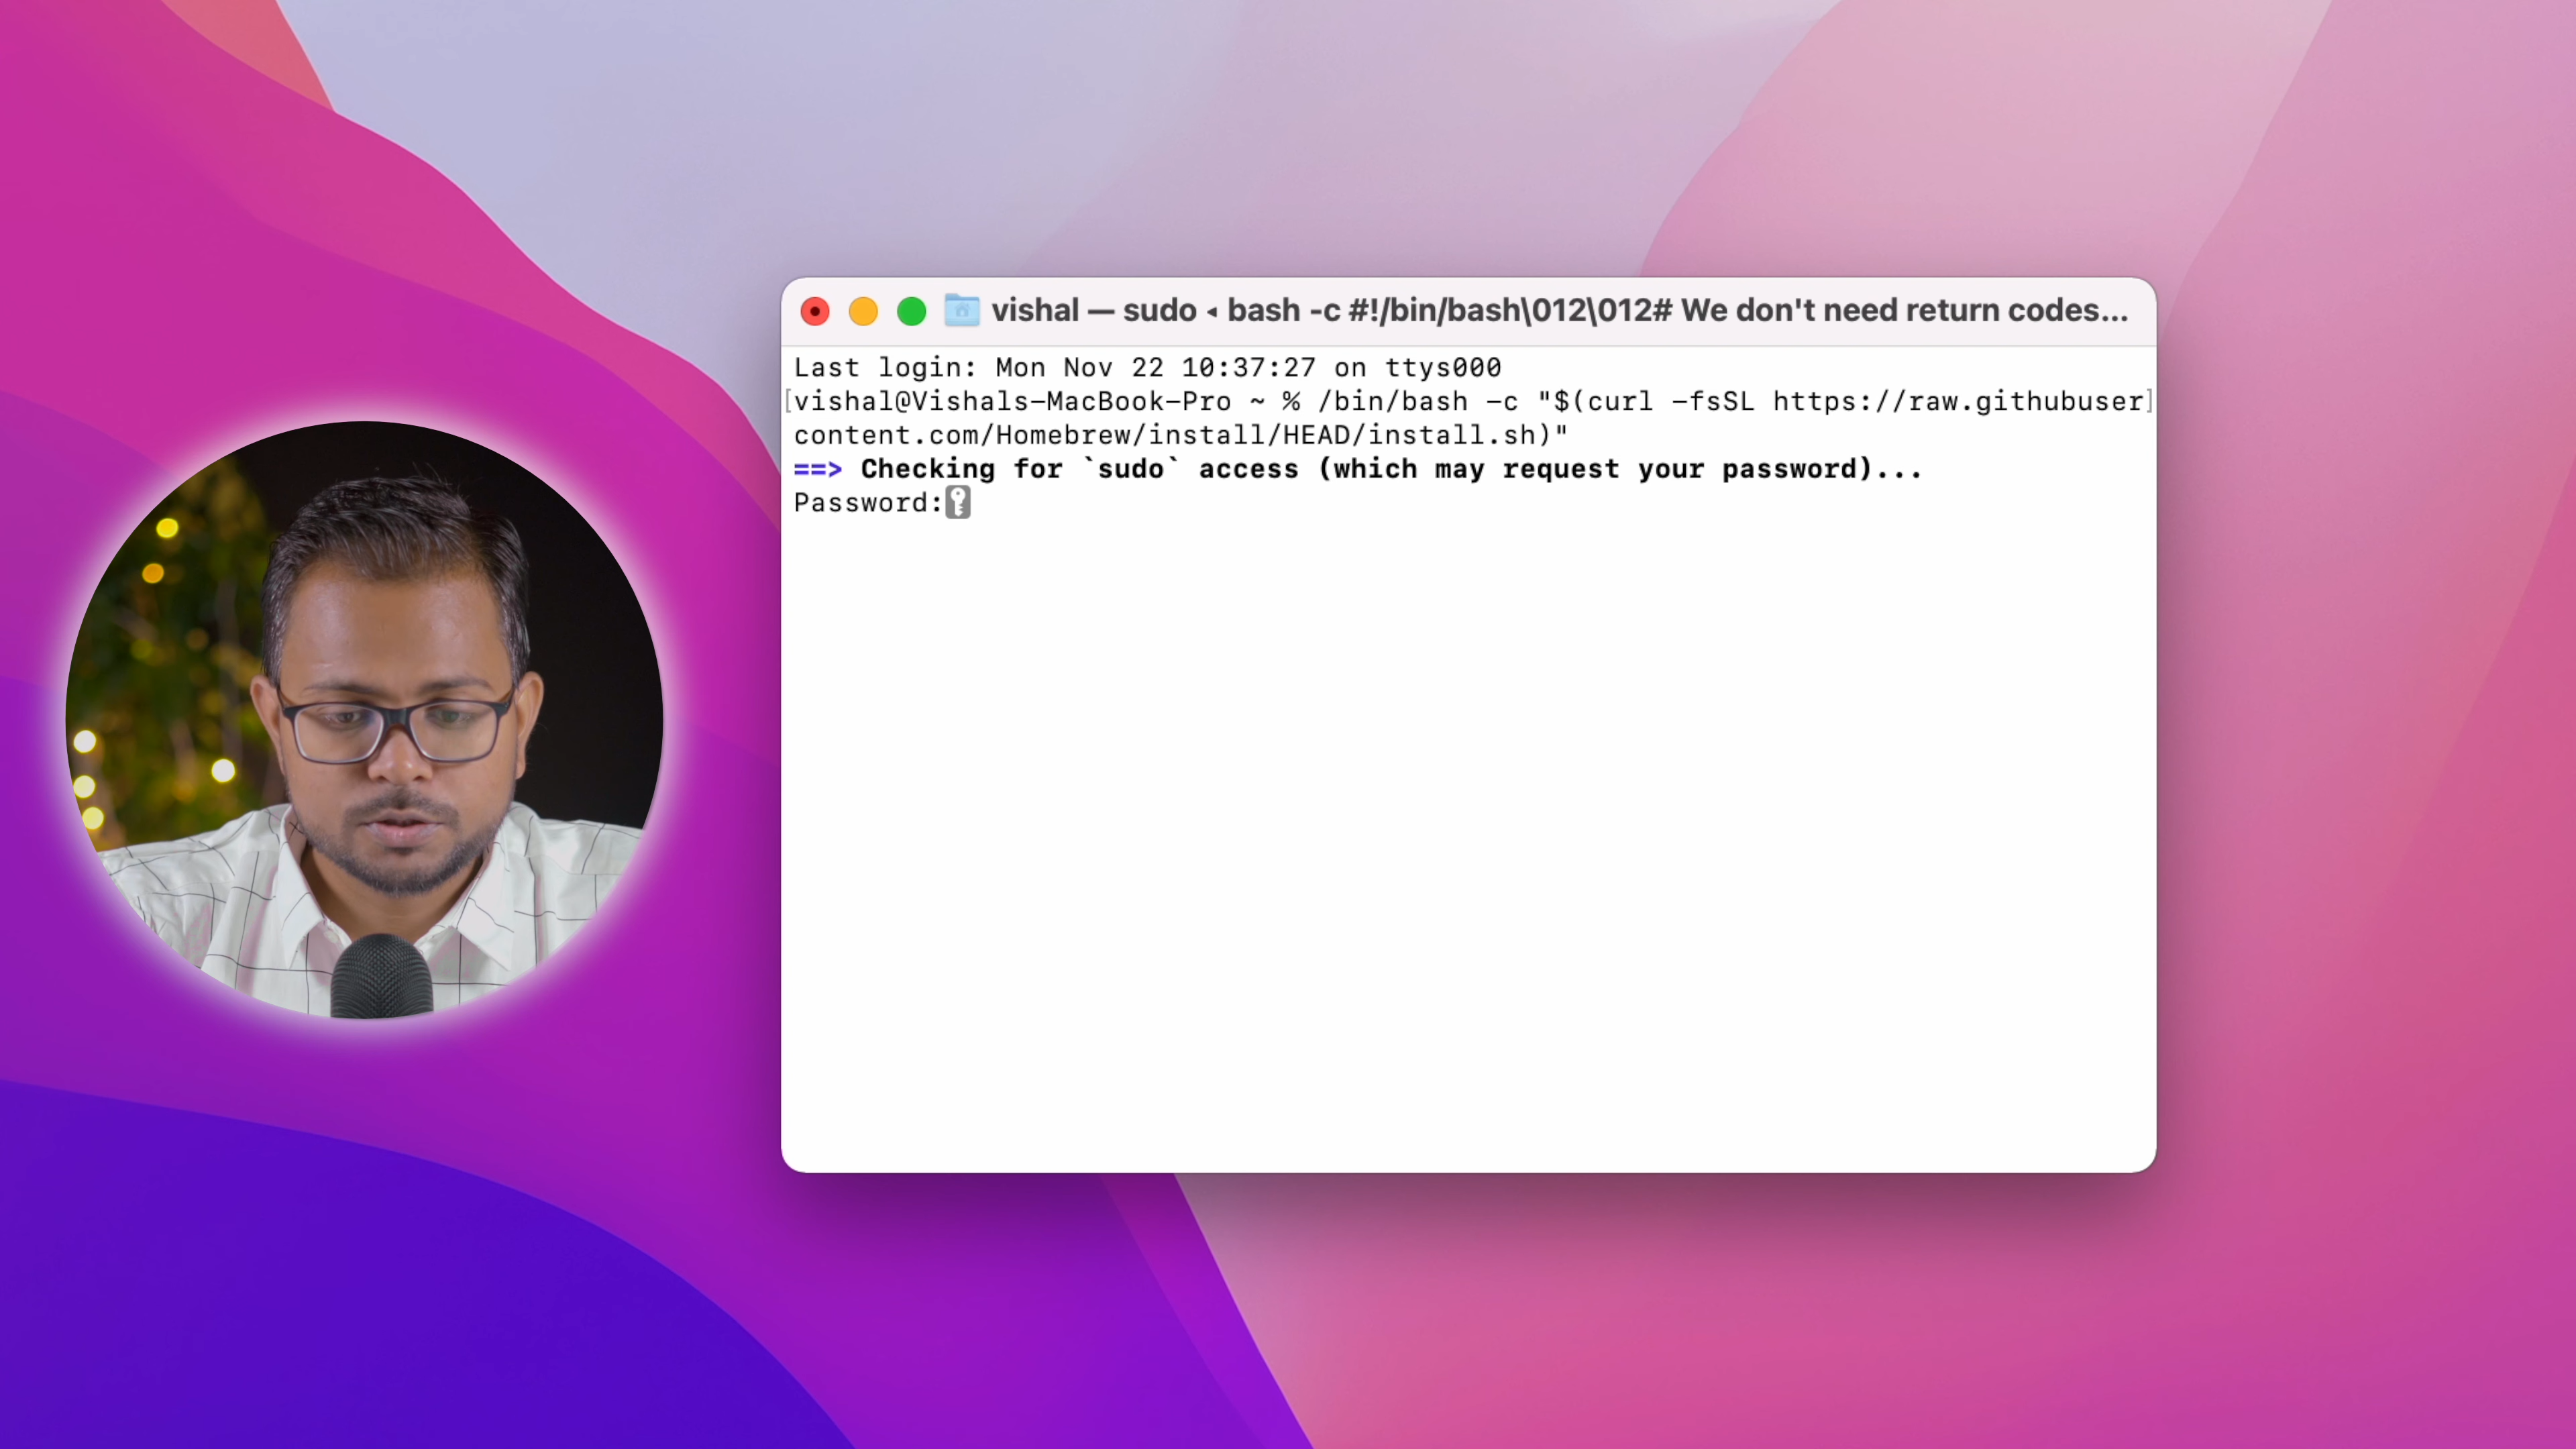 vishal — sudo ◂ bash -c #!/bin/bash\012\012# We don't need return codes...
Last login: Mon Nov 22 10:37:27 on ttys000
[vishal@Vishals-MacBook-Pro ~ % /bin/bash -c "$(curl -fsSL https://raw.githubuser]
content.com/Homebrew/install/HEAD/install.sh)"
==> Checking for `sudo` access (which may request your password)...
Password: